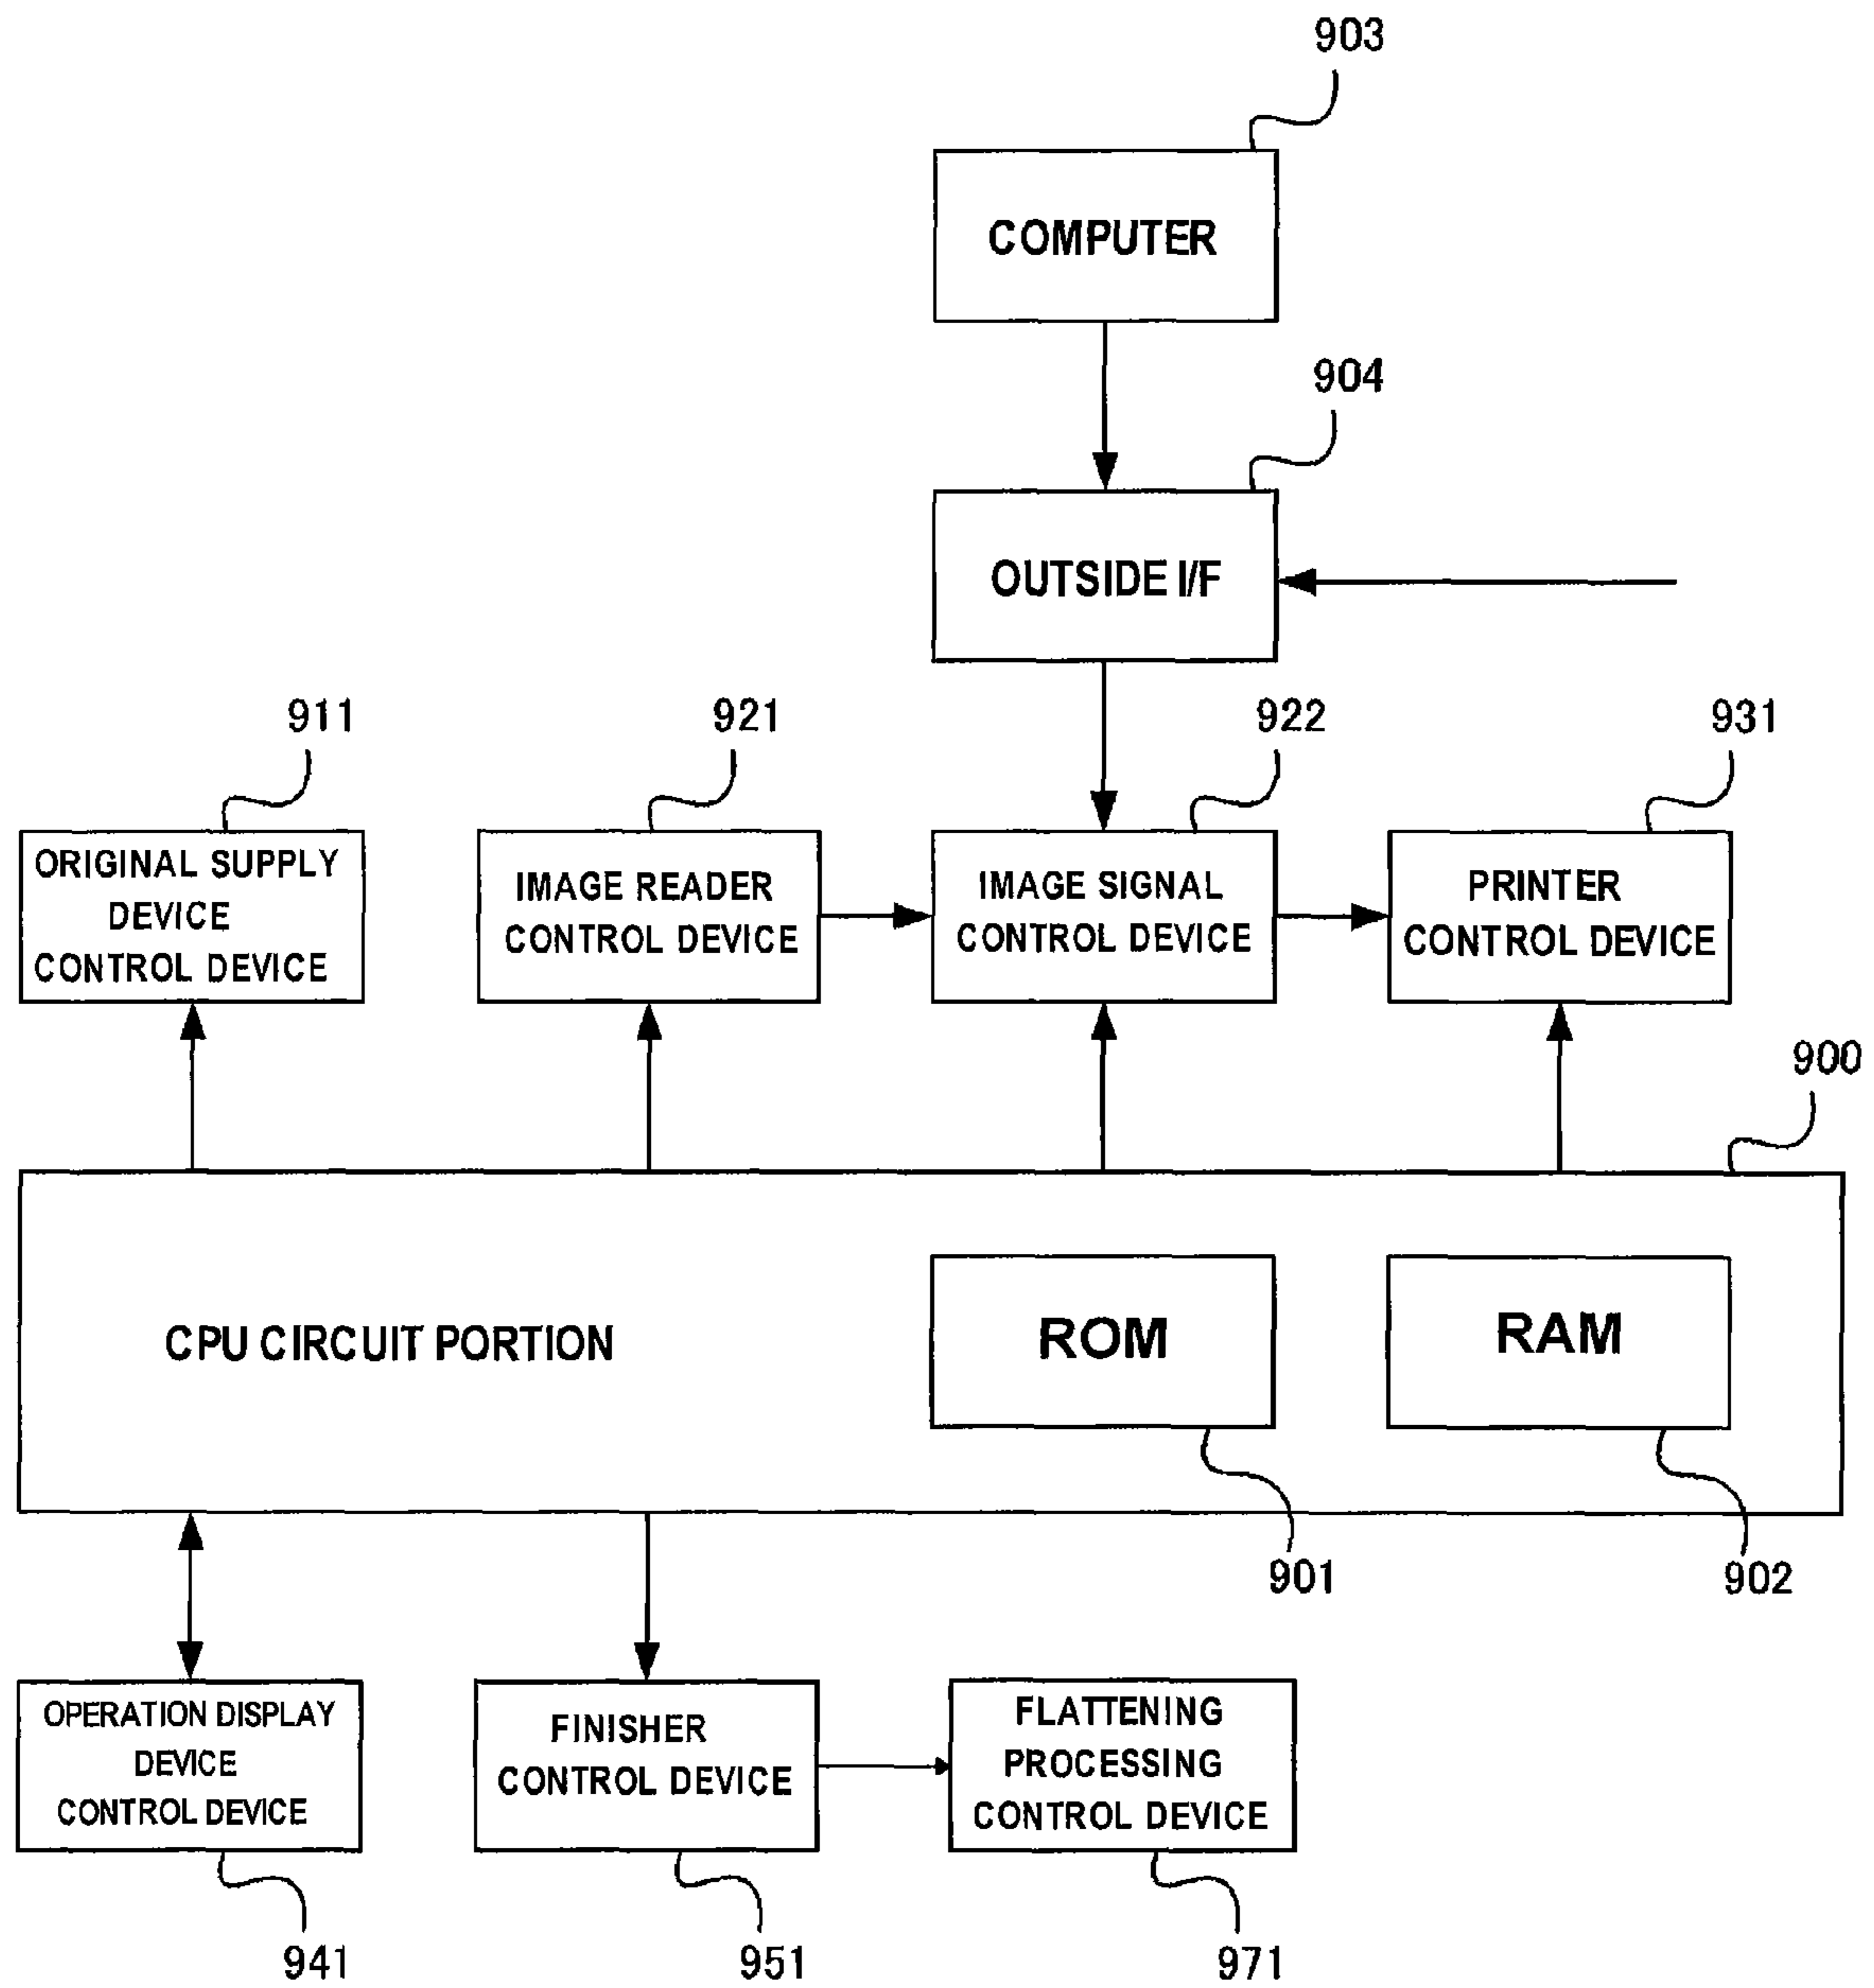 903
COMPUTER
904
OUTSIDE I/F
911
921
922
931
ORIGINAL SUPPLY
DEVICE
CONTROL DEVICE
IMAGE READER
CONTROL DEVICE
IMAGE SIGNAL
CONTROL DEVICE
PRINTER
CONTROL DEVICE
900
CPU CIRCUIT PORTION
ROM
RAM
901
902
OPERATION DISPLAY
DEVICE
CONTROL DEVICE
FINISHER
CONTROL DEVICE
FLATTENING
PROCESSING
CONTROL DEVICE
941
951
971